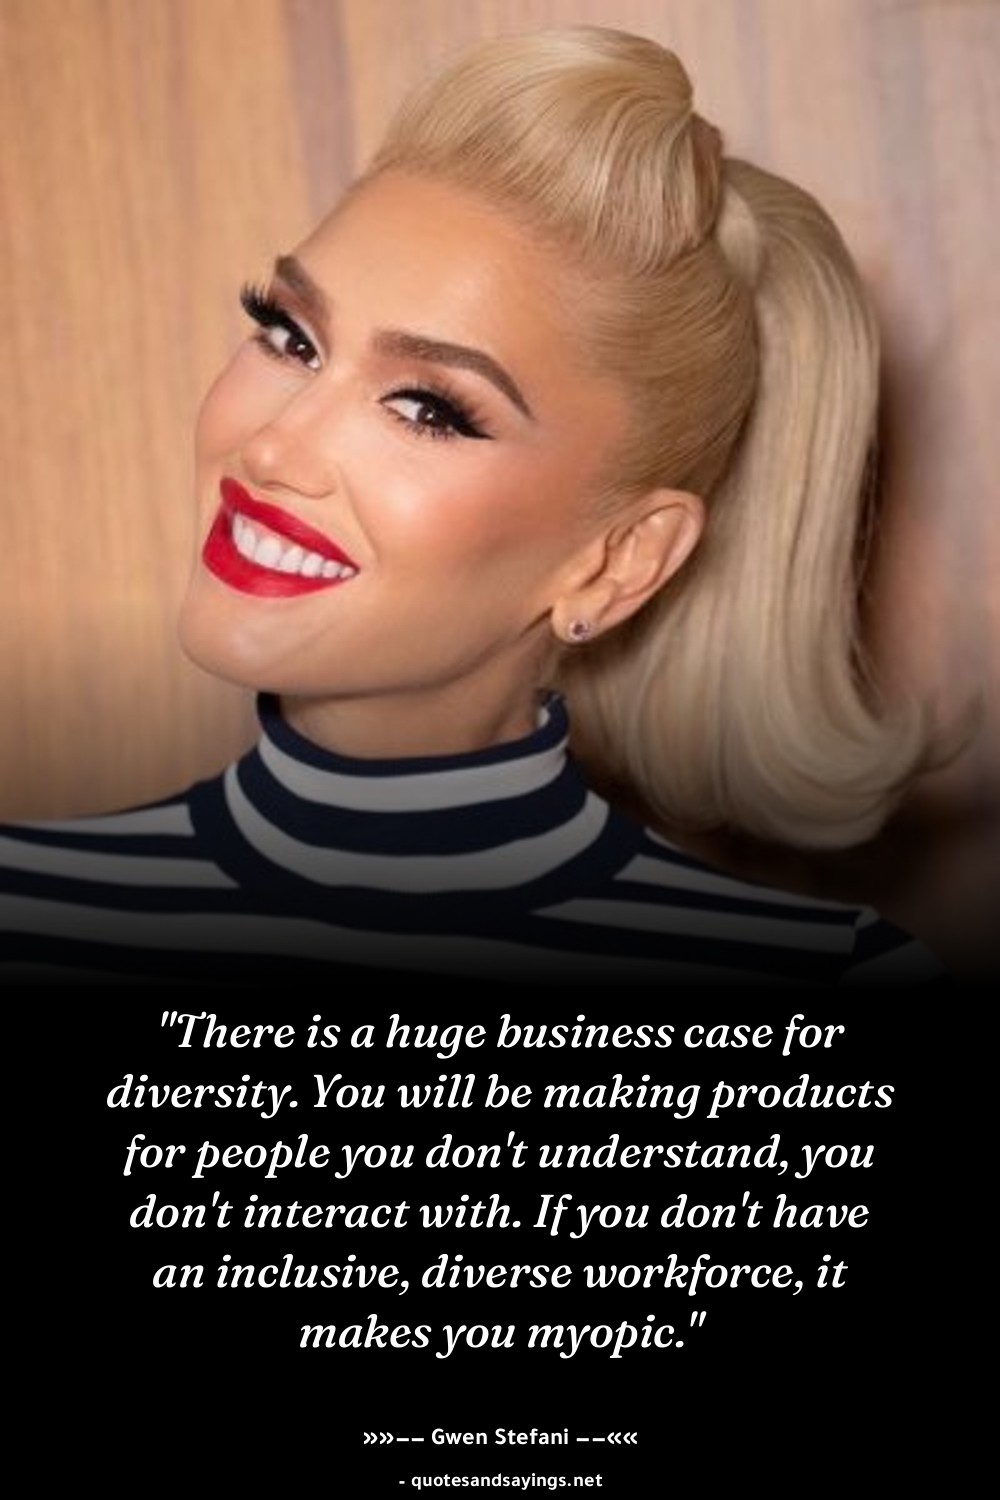 "There is a huge business case for
diversity. You will be making products
for people you don't understand, you
don't interact with. If you don't have
an inclusive, diverse workforce, it
makes you myopic."
»»–– Gwen Stefani ––««
- quotesandsayings.net